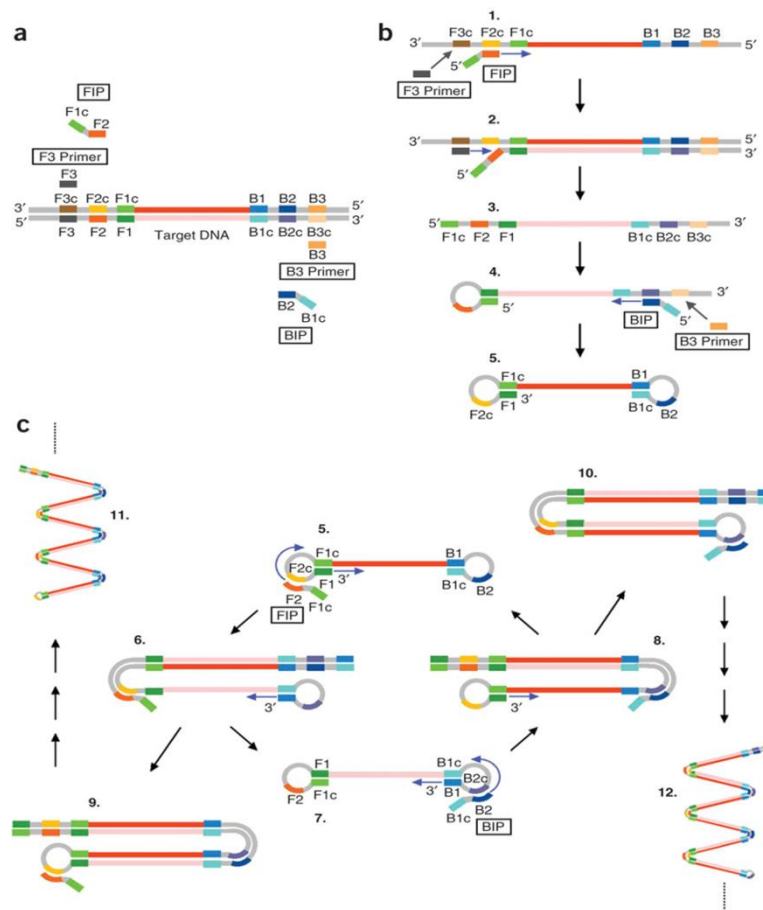 a
FIP
F1c
F2
F3 Primer
F3
F3c F2c F1c B1 B2 B3
3′ 5′
5′ 3′
F3 F2 F1 Target DNA B1c B2c B3c
B3
B3 Primer
B2
B1c
BIP
b
1.
3′ F3c F2c F1c B1 B2 B3 5′
5′
FIP
F3 Primer
2.
3′ 5′
3′
5′
3.
5′ 3′
F1c F2 F1 B1c B2c B3c
4.
3′
5′
BIP 5′
B3 Primer
5.
F1c B1
F2c F1 3′ B1c B2
c
11.
5.
F1c B1
F2c 3′
F1 B1c
F2 F1c B2
FIP
10.
6.
3′
8.
3′
7.
F1 B1c
B2c
F2 F1c 3′ B1
B2
B1c
BIP
9.
12.